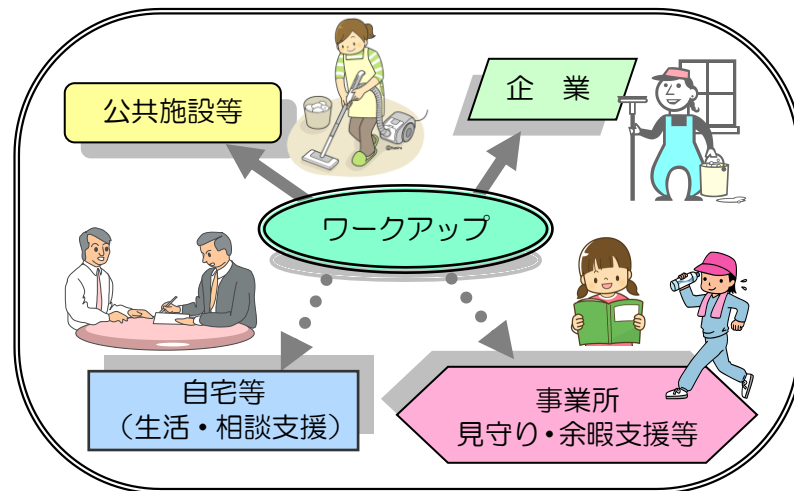 公共施設等
企　業
ワークアップ
自宅等
（生活・相談支援）
事業所
見守り・余暇支援等